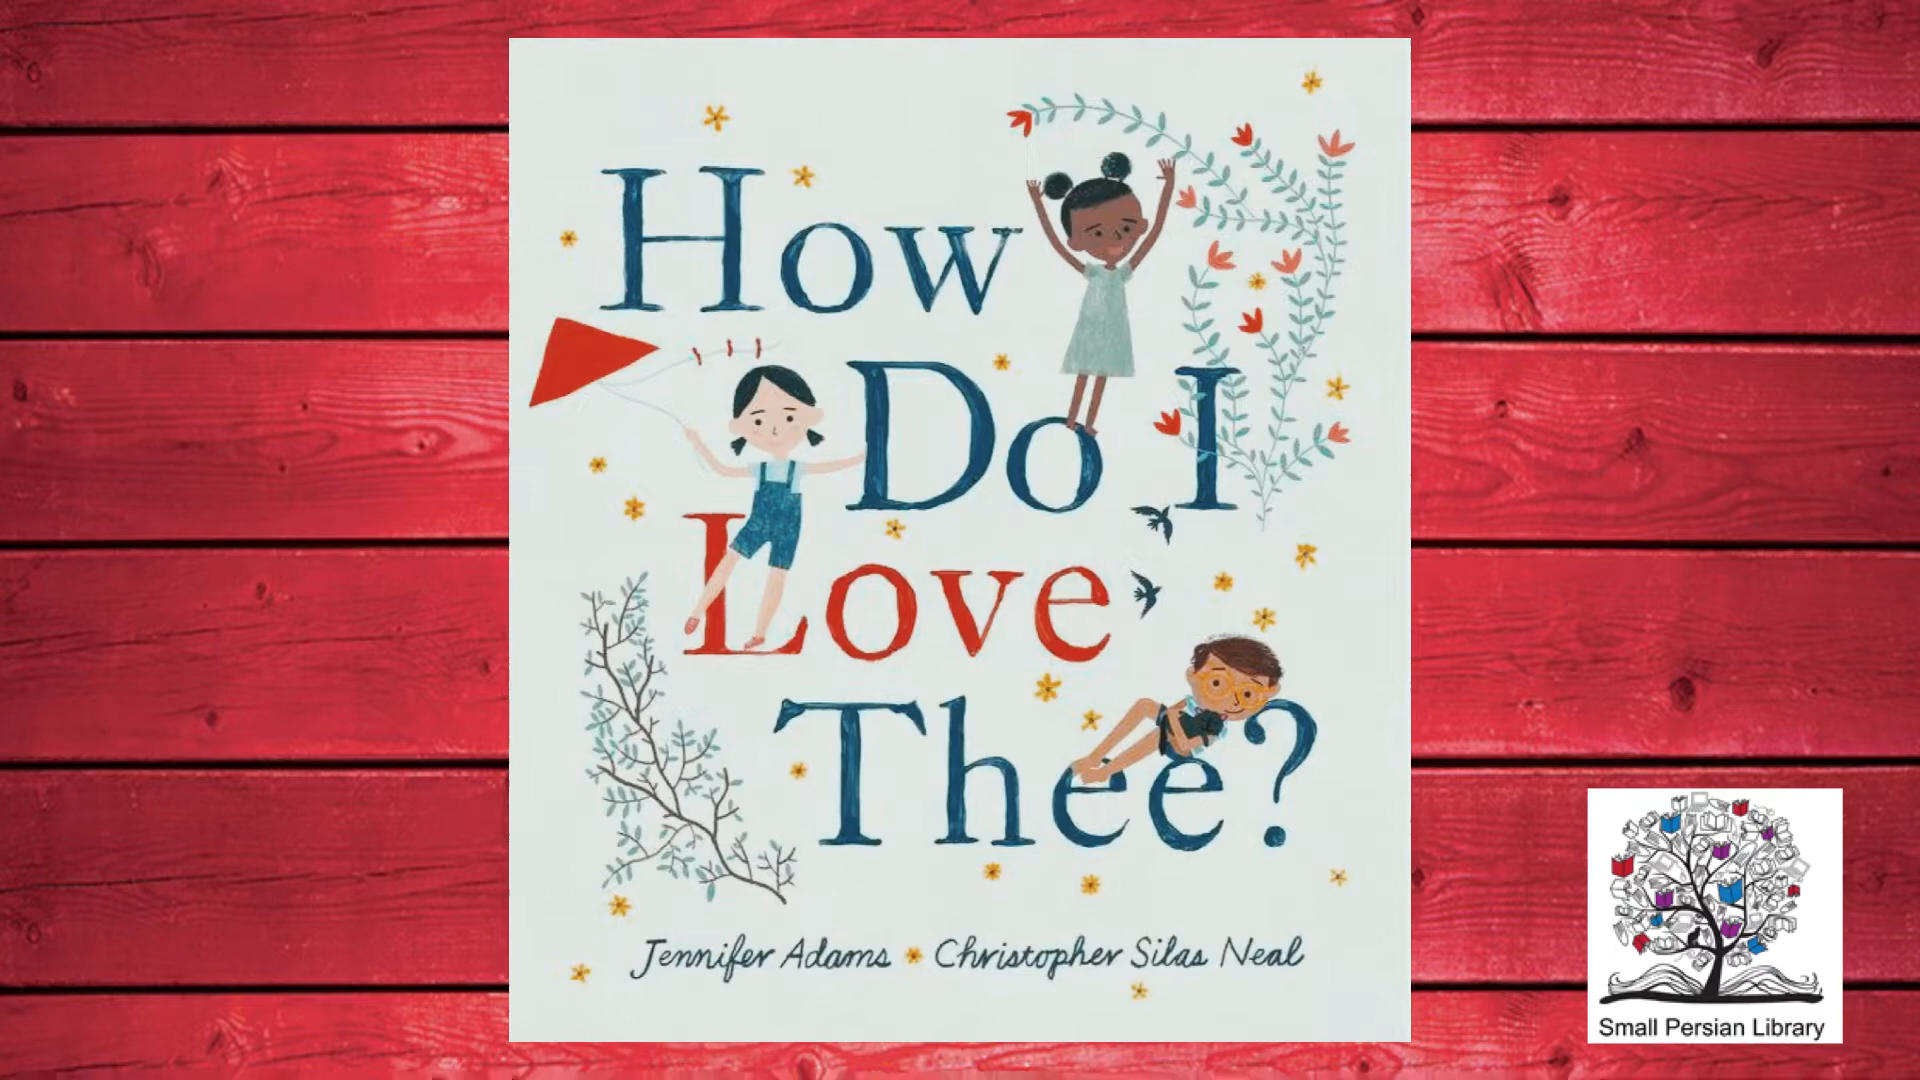 How
Do I
Love
Thee?
Jennifer Adams Christopher Silas Neal
Small Persian Library